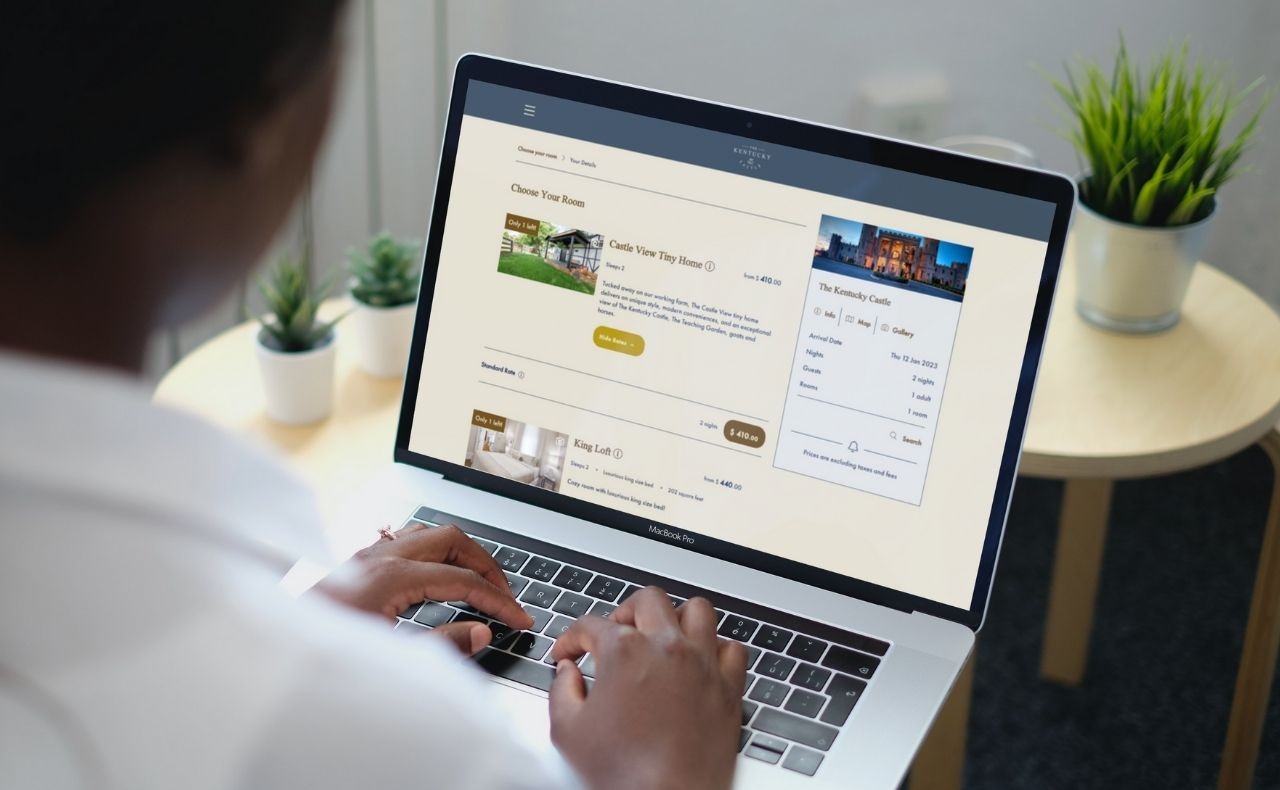 THE
KENTUCKY
CASTLE
Choose your room > Your Details
Choose Your Room
Only 1 left
Castle View Tiny Home
Sleeps 2
from $ 410.00
Tucked away on our working farm, The Castle View tiny home
delivers on unique style, modern conveniences, and an exceptional
view of The Kentucky Castle, The Teaching Garden, goats and
horses.
Hide Rates
Standard Rate
2 nights
$ 410.00
Only 1 left
King Loft
Sleeps 2 • Luxurious king size bed • 202 square feet
from $ 440.00
Cozy room with luxurious king size bed!
The Kentucky Castle
Info | Map | Gallery
Arrival Date Thu 12 Jan 2023
Nights 2 nights
Guests 1 adult
Rooms 1 room
Search
Prices are excluding taxes and fees
MacBook Pro